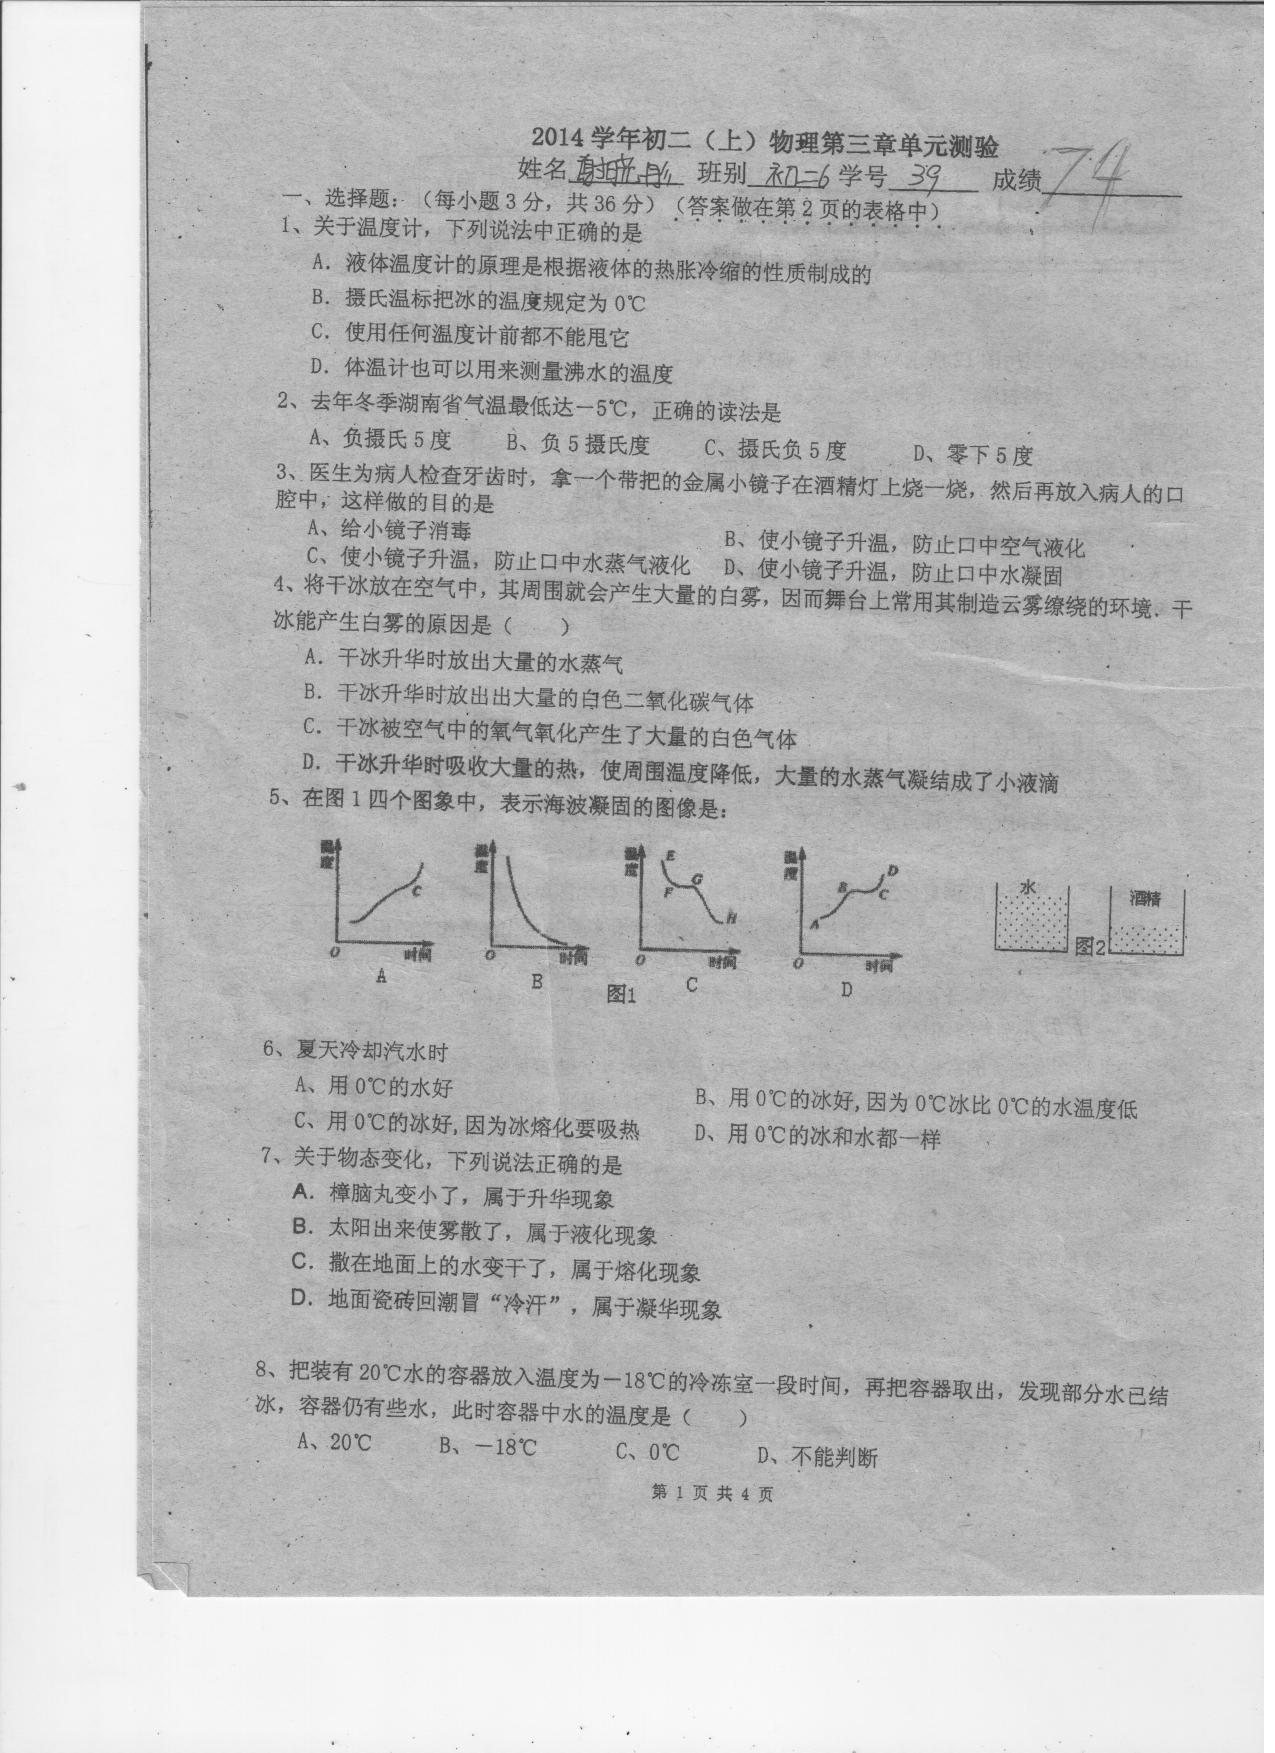 2014学年初二（上）物理第三章单元测验
姓名 班别 初二6 学号 39 成绩 74
一、选择题：（每小题3分，共36分）（答案做在第2页的表格中）
1、关于温度计，下列说法中正确的是
A．液体温度计的原理是根据液体的热胀冷缩的性质制成的
B．摄氏温标把冰的温度规定为0℃
C．使用任何温度计前都不能甩它
D．体温计也可以用来测量沸水的温度
2、去年冬季湖南省气温最低达－5℃，正确的读法是
A、负摄氏5度 B、负5摄氏度 C、摄氏负5度 D、零下5度
3、医生为病人检查牙齿时，拿一个带把的金属小镜子在酒精灯上烧一烧，然后再放入病人的口
腔中，这样做的目的是
A、给小镜子消毒 B、使小镜子升温，防止口中空气液化
C、使小镜子升温，防止口中水蒸气液化 D、使小镜子升温，防止口中水凝固
4、将干冰放在空气中，其周围就会产生大量的白雾，因而舞台上常用其制造云雾缭绕的环境．干
冰能产生白雾的原因是（ ）
A．干冰升华时放出大量的水蒸气
B．干冰升华时放出出大量的白色二氧化碳气体
C．干冰被空气中的氧气氧化产生了大量的白色气体
D．干冰升华时吸收大量的热，使周围温度降低，大量的水蒸气凝结成了小液滴
5、在图1四个图象中，表示海波凝固的图像是：
温度 C O 时间 A
温度 O 时间 B
温度 E F G H O 时间 C
温度 A B C D O 时间 D
图1
水 酒精 图2
6、夏天冷却汽水时
A、用0℃的水好 B、用0℃的冰好,因为0℃冰比0℃的水温度低
C、用0℃的冰好,因为冰熔化要吸热 D、用0℃的冰和水都一样
7、关于物态变化，下列说法正确的是
A．樟脑丸变小了，属于升华现象
B．太阳出来使雾散了，属于液化现象
C．撒在地面上的水变干了，属于熔化现象
D．地面瓷砖回潮冒“冷汗”，属于凝华现象
8、把装有20℃水的容器放入温度为－18℃的冷冻室一段时间，再把容器取出，发现部分水已结
冰，容器仍有些水，此时容器中水的温度是（ ）
A、20℃ B、－18℃ C、0℃ D、不能判断
第 1 页 共 4 页